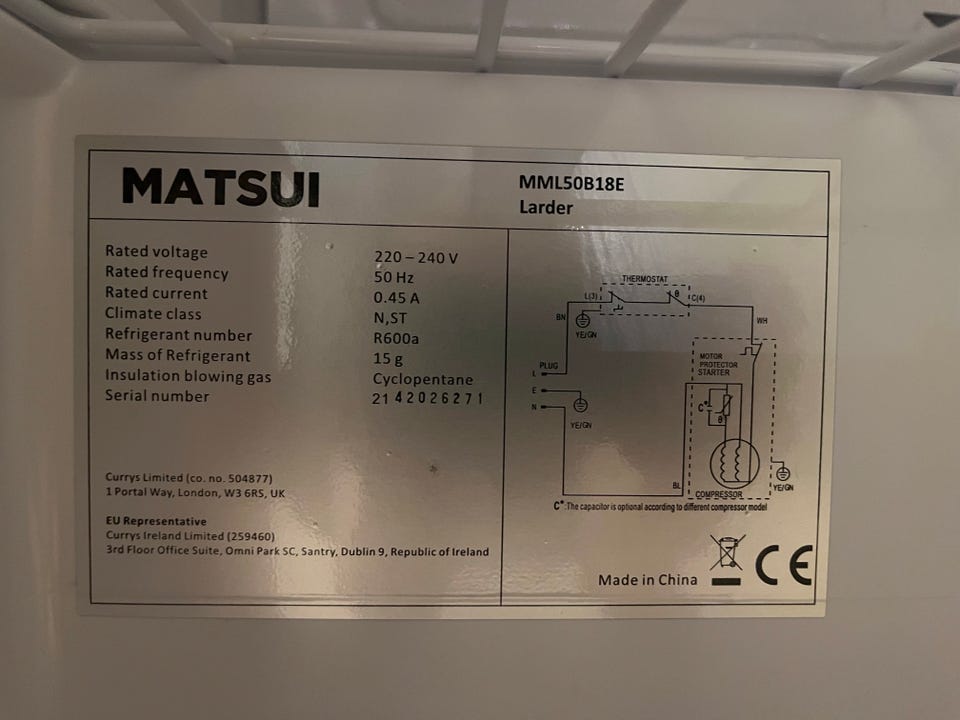 MATSUI
MML50B18E
Larder
Rated voltage 220 – 240 V
Rated frequency 50 Hz
Rated current 0.45 A
Climate class N,ST
Refrigerant number R600a
Mass of Refrigerant 15 g
Insulation blowing gas Cyclopentane
Serial number 21 42026271
Currys Limited (co. no. 504877)
1 Portal Way, London, W3 6RS, UK
EU Representative
Currys Ireland Limited (259460)
3rd Floor Office Suite, Omni Park SC, Santry, Dublin 9, Republic of Ireland
THERMOSTAT
L(3) θ C(4)
BN
YE/GN
WH
MOTOR
PROTECTOR
STARTER
PLUG
L
E
N
YE/GN
C*
θ
BL
COMPRESSOR
YE/GN
C*:The capacitor is optional according to different compressor model
Made in China
CE